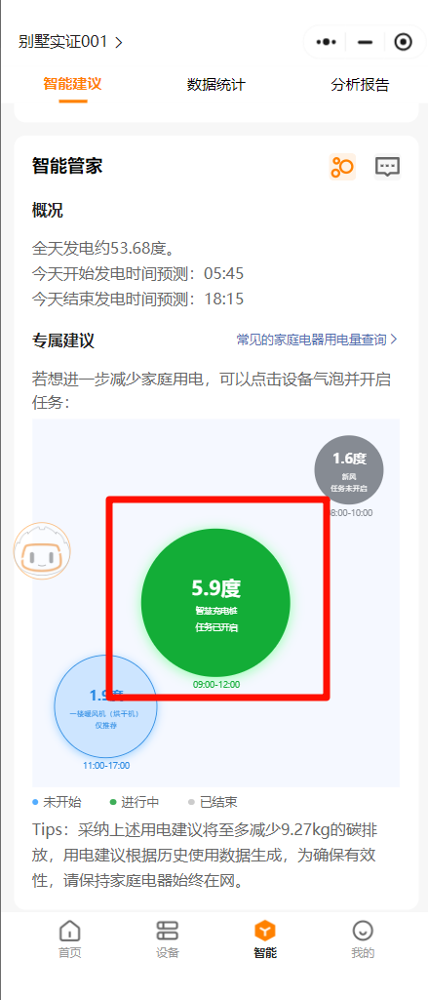 别墅实证001
智能建议
数据统计
分析报告
智能管家
概况
全天发电约53.68度。
今天开始发电时间预测：05:45
今天结束发电时间预测：18:15
专属建议
常见的家庭电器用电量查询
若想进一步减少家庭用电，可以点击设备气泡并开启
任务：
1.6度
新风
任务未开启
8:00-10:00
5.9度
智慧充电桩
任务已开启
09:00-12:00
1.9度
一楼暖风机（烘干机）
仅推荐
11:00-17:00
未开始
进行中
已结束
Tips：采纳上述用电建议将至多减少9.27kg的碳排
放，用电建议根据历史使用数据生成，为确保有效
性，请保持家庭电器始终在网。
首页
设备
智能
我的